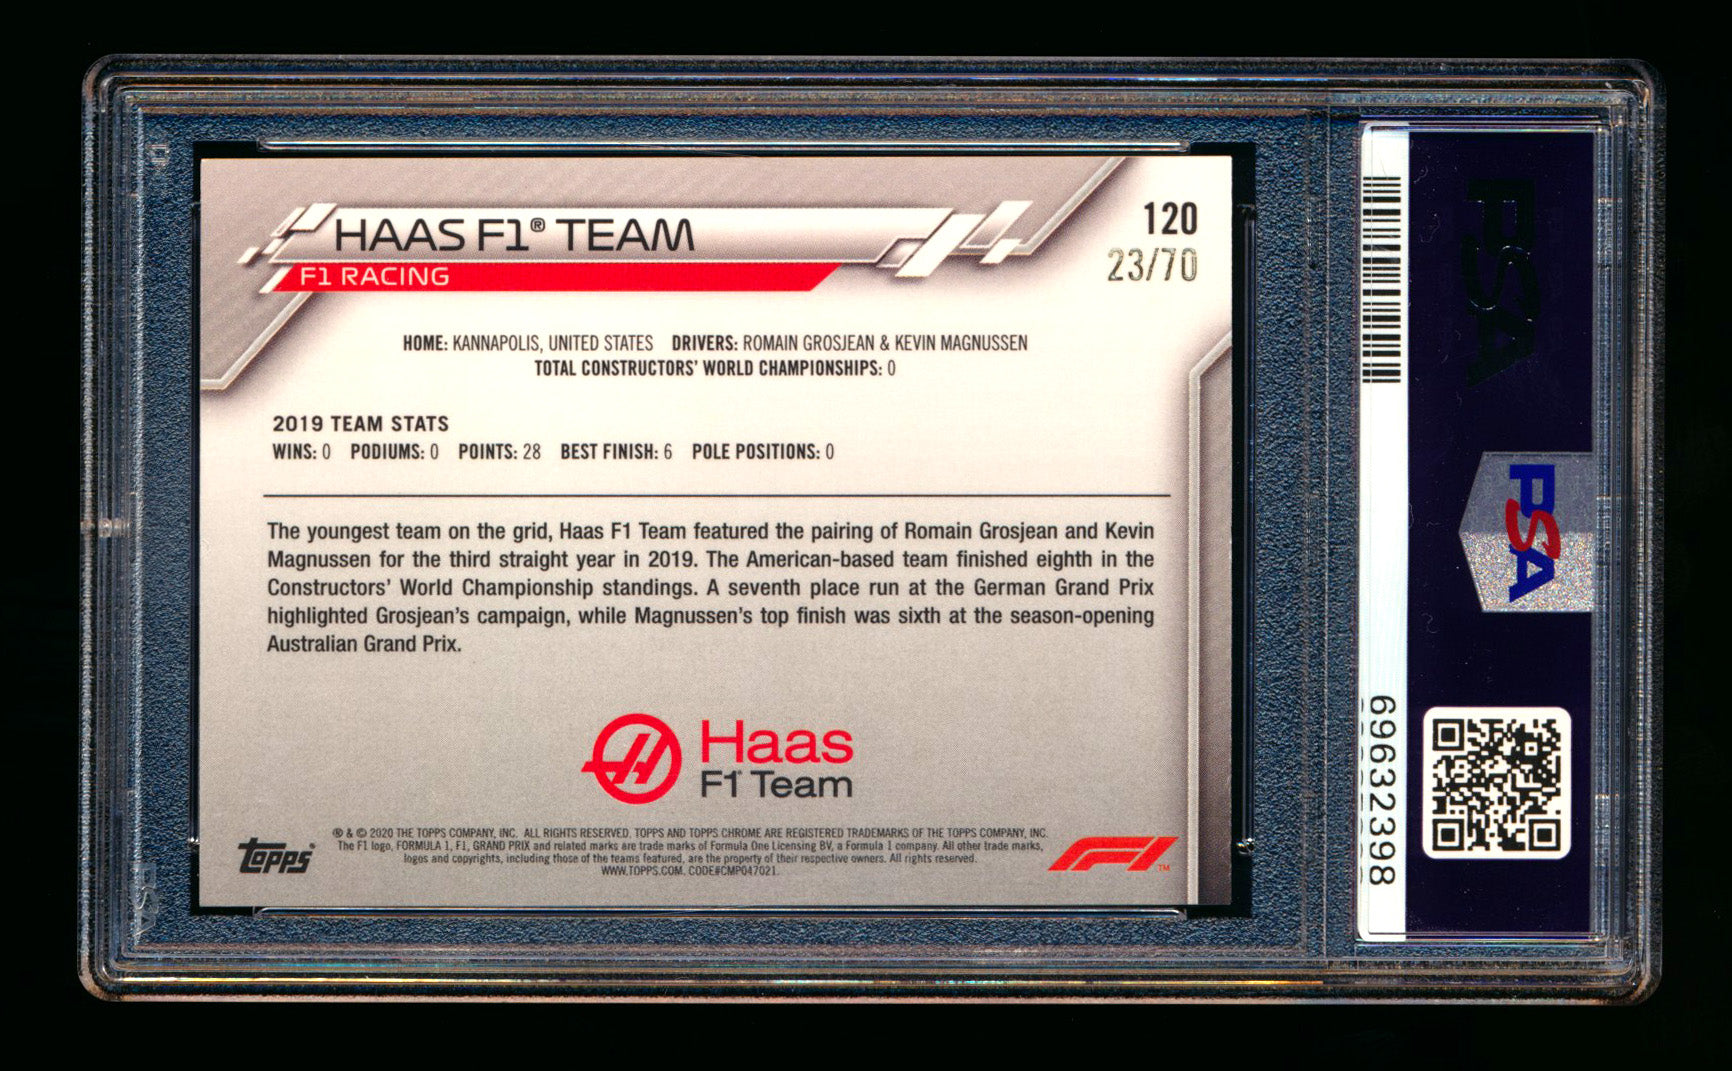 HAAS F1® TEAM
F1 RACING
120
23/70
HOME: KANNAPOLIS, UNITED STATES DRIVERS: ROMAIN GROSJEAN & KEVIN MAGNUSSEN
TOTAL CONSTRUCTORS' WORLD CHAMPIONSHIPS: 0
2019 TEAM STATS
WINS: 0 PODIUMS: 0 POINTS: 28 BEST FINISH: 6 POLE POSITIONS: 0
The youngest team on the grid, Haas F1 Team featured the pairing of Romain Grosjean and Kevin
Magnussen for the third straight year in 2019. The American-based team finished eighth in the
Constructors' World Championship standings. A seventh place run at the German Grand Prix
highlighted Grosjean's campaign, while Magnussen's top finish was sixth at the season-opening
Australian Grand Prix.
Haas
F1 Team
topps®
® & © 2020 THE TOPPS COMPANY, INC. ALL RIGHTS RESERVED. TOPPS AND TOPPS CHROME ARE REGISTERED TRADEMARKS OF THE TOPPS COMPANY, INC.
The F1 logo, FORMULA 1, F1, GRAND PRIX and related marks are trade marks of Formula One Licensing BV, a Formula 1 company. All other trade marks,
logos and copyrights, including those of the teams featured, are the property of their respective owners. All rights reserved.
WWW.TOPPS.COM. CODE#CMP047021.
F1™
PSA
PSA
69632398